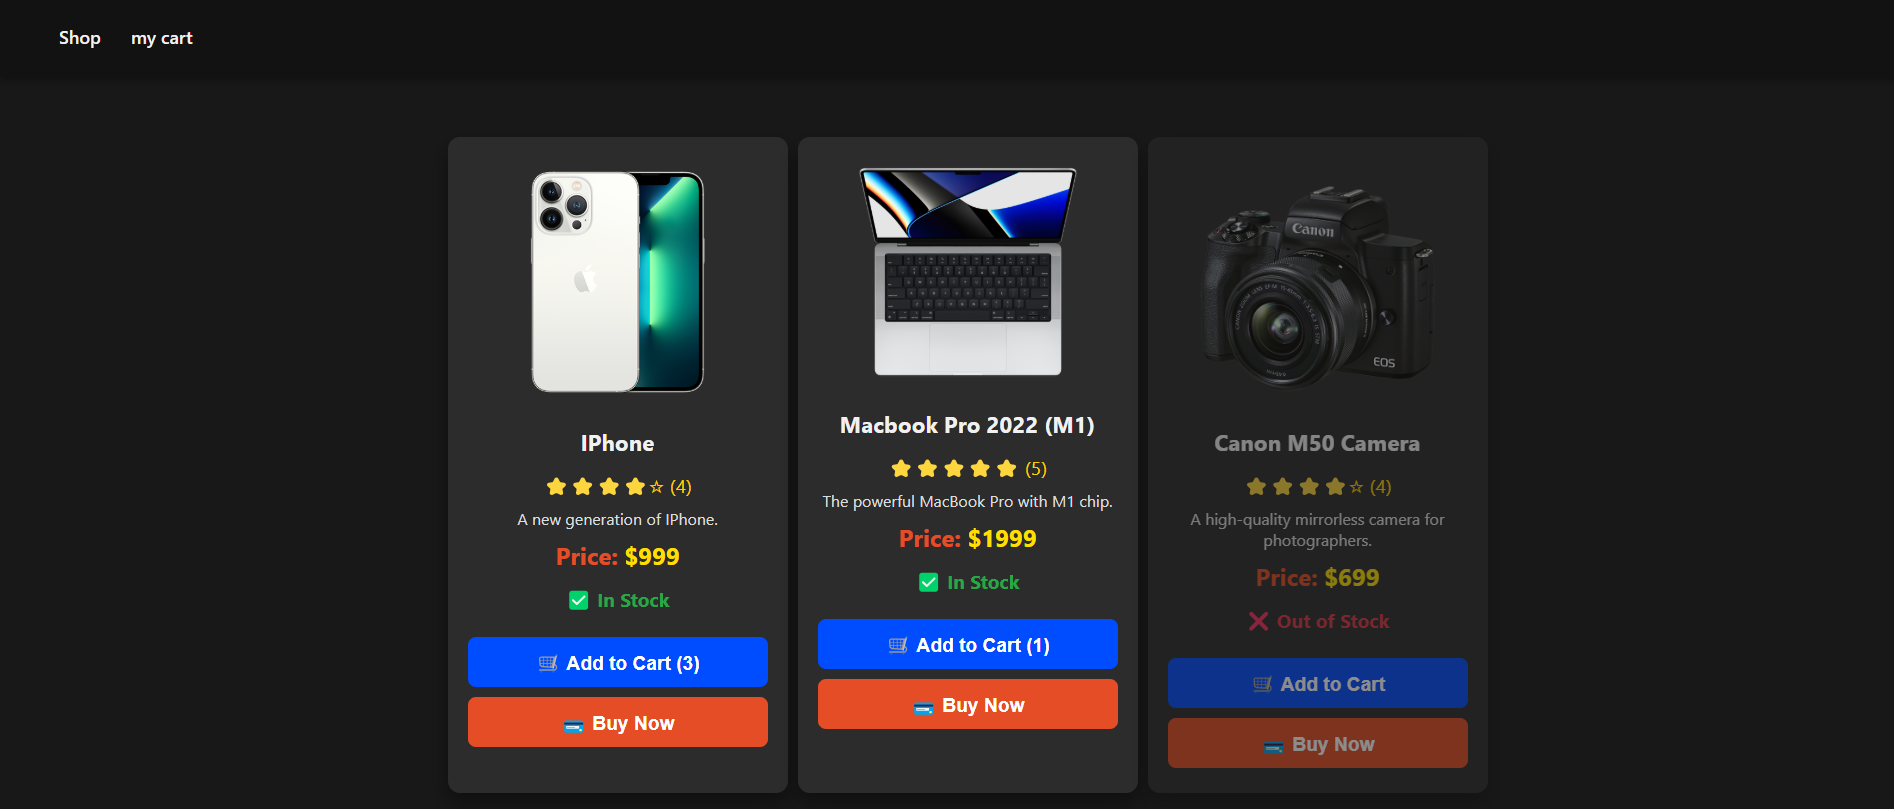 Shop
my cart
IPhone
(4)
A new generation of IPhone.
Price: $999
In Stock
Add to Cart (3)
Buy Now
Macbook Pro 2022 (M1)
(5)
The powerful MacBook Pro with M1 chip.
Price: $1999
In Stock
Add to Cart (1)
Buy Now
Canon
EOS
Canon M50 Camera
(4)
A high-quality mirrorless camera for
photographers.
Price: $699
Out of Stock
Add to Cart
Buy Now